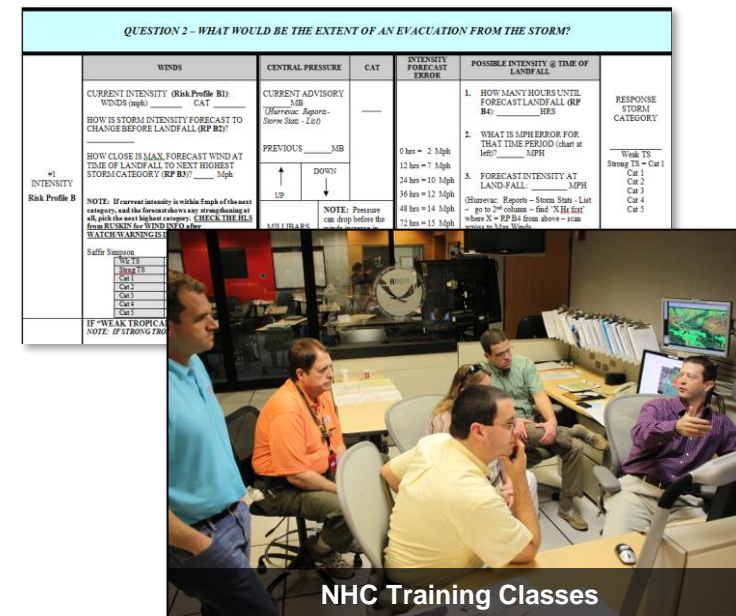 QUESTION 2 – WHAT WOULD BE THE EXTENT OF AN EVACUATION FROM THE STORM?
#1
INTENSITY
Risk Profile B
WINDS
CURRENT INTENSITY (Risk Profile B1):
WINDS (mph) ________ CAT ________
HOW IS STORM INTENSITY FORECAST TO
CHANGE BEFORE LANDFALL (RP B2)?
HOW CLOSE IS MAX. FORECAST WIND AT
TIME OF LANDFALL TO NEXT HIGHEST
STORM CATEGORY (RP B3)? ______ Mph
NOTE: If current intensity is within 5mph of the next
category, and the forecast shows any strengthening at
all, pick the next highest category. CHECK THE HLS
from RUSKIN for WIND INFO after
WATCH/WARNING IS
Saffir Simpson
Wk TS
Strng TS
Cat 1
Cat 2
Cat 3
Cat 4
Cat 5
IF "WEAK TROPICAL
NOTE: IF STRONG TRO
CENTRAL PRESSURE
CURRENT ADVISORY
______MB
(Hurrevac: Reports-
Storm Stats - List)
PREVIOUS ______MB
UP
DOWN
MILLIBARS
NOTE: Pressure
can drop before the
winds increase in
CAT
INTENSITY
FORECAST
ERROR
0 hrs = 2 Mph
12 hrs = 7 Mph
24 hrs = 10 Mph
36 hrs = 12 Mph
48 hrs = 14 Mph
72 hrs = 15 Mph
POSSIBLE INTENSITY @ TIME OF
LANDFALL
1. HOW MANY HOURS UNTIL
FORECAST LANDFALL (RP
B4): ________HRS
2. WHAT IS MPH ERROR FOR
THAT TIME PERIOD (chart at
left)?______ MPH
3. FORECAST INTENSITY AT
LAND-FALL: ________ MPH
(Hurrevac: Reports – Storm Stats - List
– go to 2nd column – find 'X Hr fcst'
where X = RP B4 from above – scan
across to Max Winds
RESPONSE
STORM
CATEGORY
Weak TS
Strong TS = Cat 1
Cat 1
Cat 2
Cat 3
Cat 4
Cat 5
NHC Training Classes